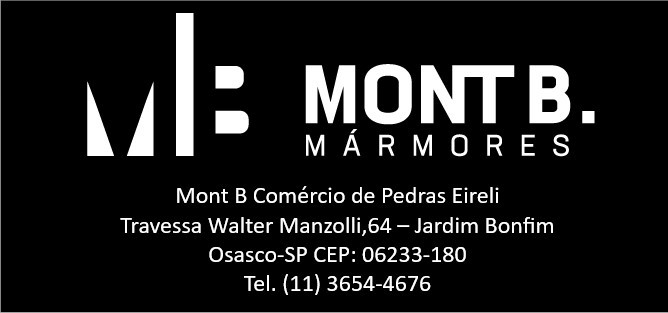 MB
MONT B.
MÁRMORES
Mont B Comércio de Pedras Eireli
Travessa Walter Manzolli,64 – Jardim Bonfim
Osasco-SP CEP: 06233-180
Tel. (11) 3654-4676